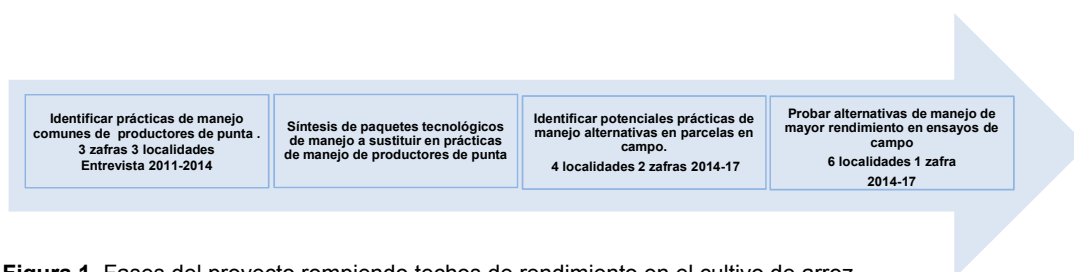 Identificar prácticas de manejo
comunes de productores de punta .
3 zafras 3 localidades
Entrevista 2011-2014
Síntesis de paquetes tecnológicos
de manejo a sustituir en prácticas
de manejo de productores de punta
Identificar potenciales prácticas de
manejo alternativas en parcelas en
campo.
4 localidades 2 zafras 2014-17
Probar alternativas de manejo de
mayor rendimiento en ensayos de
campo
6 localidades 1 zafra
2014-17
Figura 1. Fases del proyecto rompiendo techos de rendimiento en el cultivo de arroz